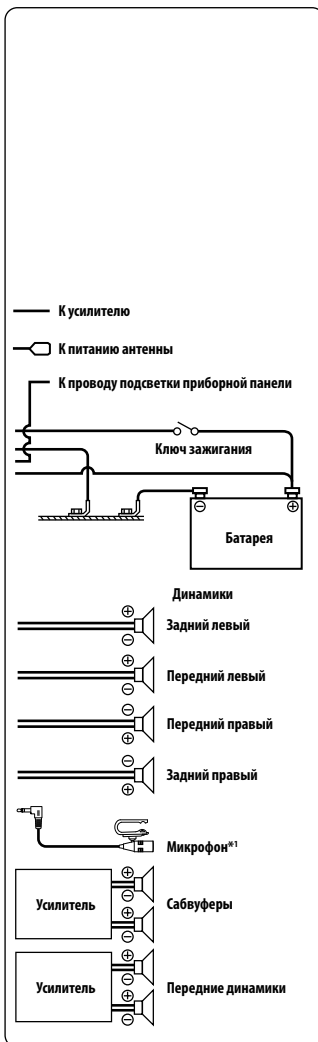 К усилителю
К питанию антенны
К проводу подсветки приборной панели
Ключ зажигания
⊖ ⊕
Батарея
Динамики
⊕
Задний левый
⊖
⊕
Передний левый
⊖
⊖
Передний правый
⊕
⊖
Задний правый
⊕
Микрофон*1
⊕
Усилитель
Сабвуферы
⊕
⊖
⊕
⊖
Усилитель
Передние динамики
⊕
⊖